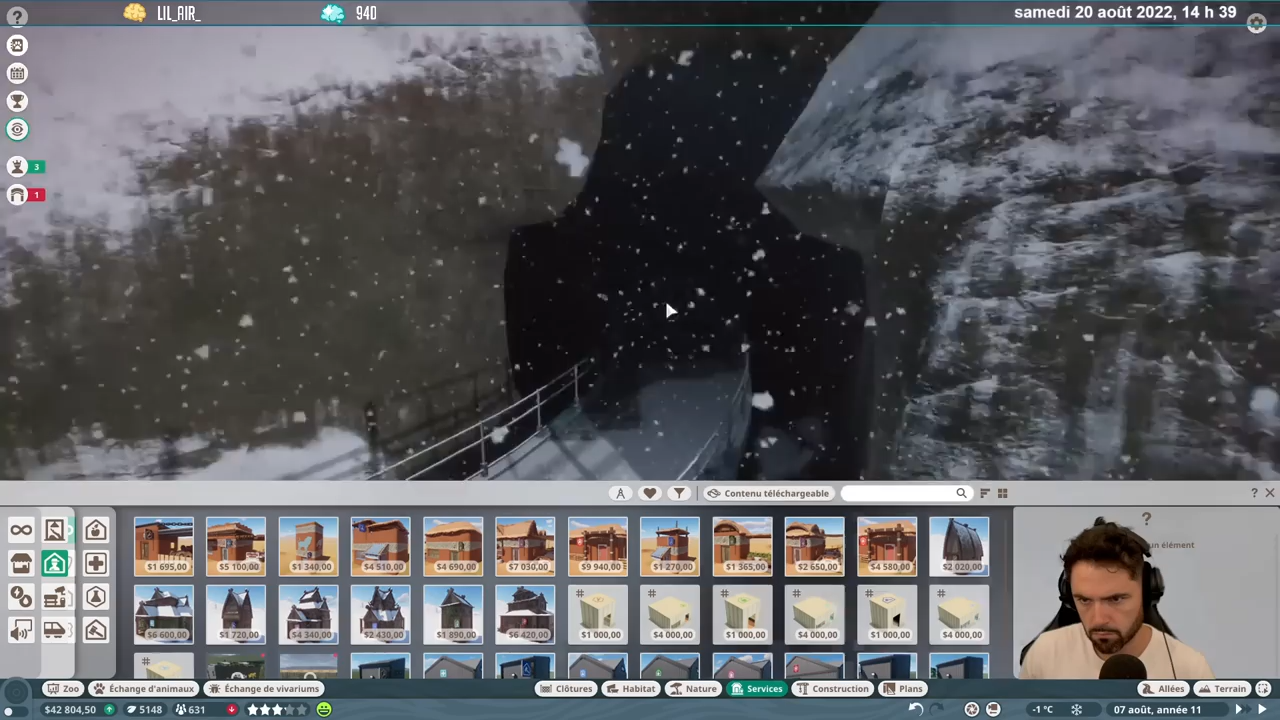 LIL_AIR_
940
samedi 20 août 2022, 14 h 39
3
1
Contenu téléchargeable
?
un élément
$1 695,00
$5 100,00
$1 340,00
$4 510,00
$4 690,00
$7 030,00
$9 940,00
$1 270,00
$1 365,00
$2 650,00
$4 580,00
$2 020,00
$6 600,00
$1 720,00
$4 340,00
$2 430,00
$1 890,00
$6 420,00
$1 000,00
$4 000,00
$1 000,00
$4 000,00
$1 000,00
$4 000,00
Zoo
Échange d'animaux
Échange de vivariums
Clôtures
Habitat
Nature
Services
Construction
Plans
Allées
Terrain
$42 804,50
5148
631
-1 °C
07 août, année 11